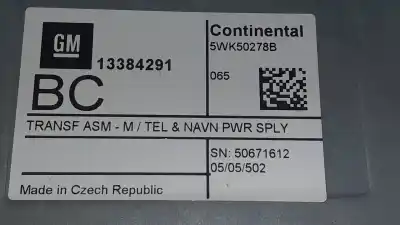 GM
13384291
BC
Continental
5WK50278B
065
TRANSF ASM - M / TEL & NAVN PWR SPLY
SN: 50671612
05/05/502
Made in Czech Republic